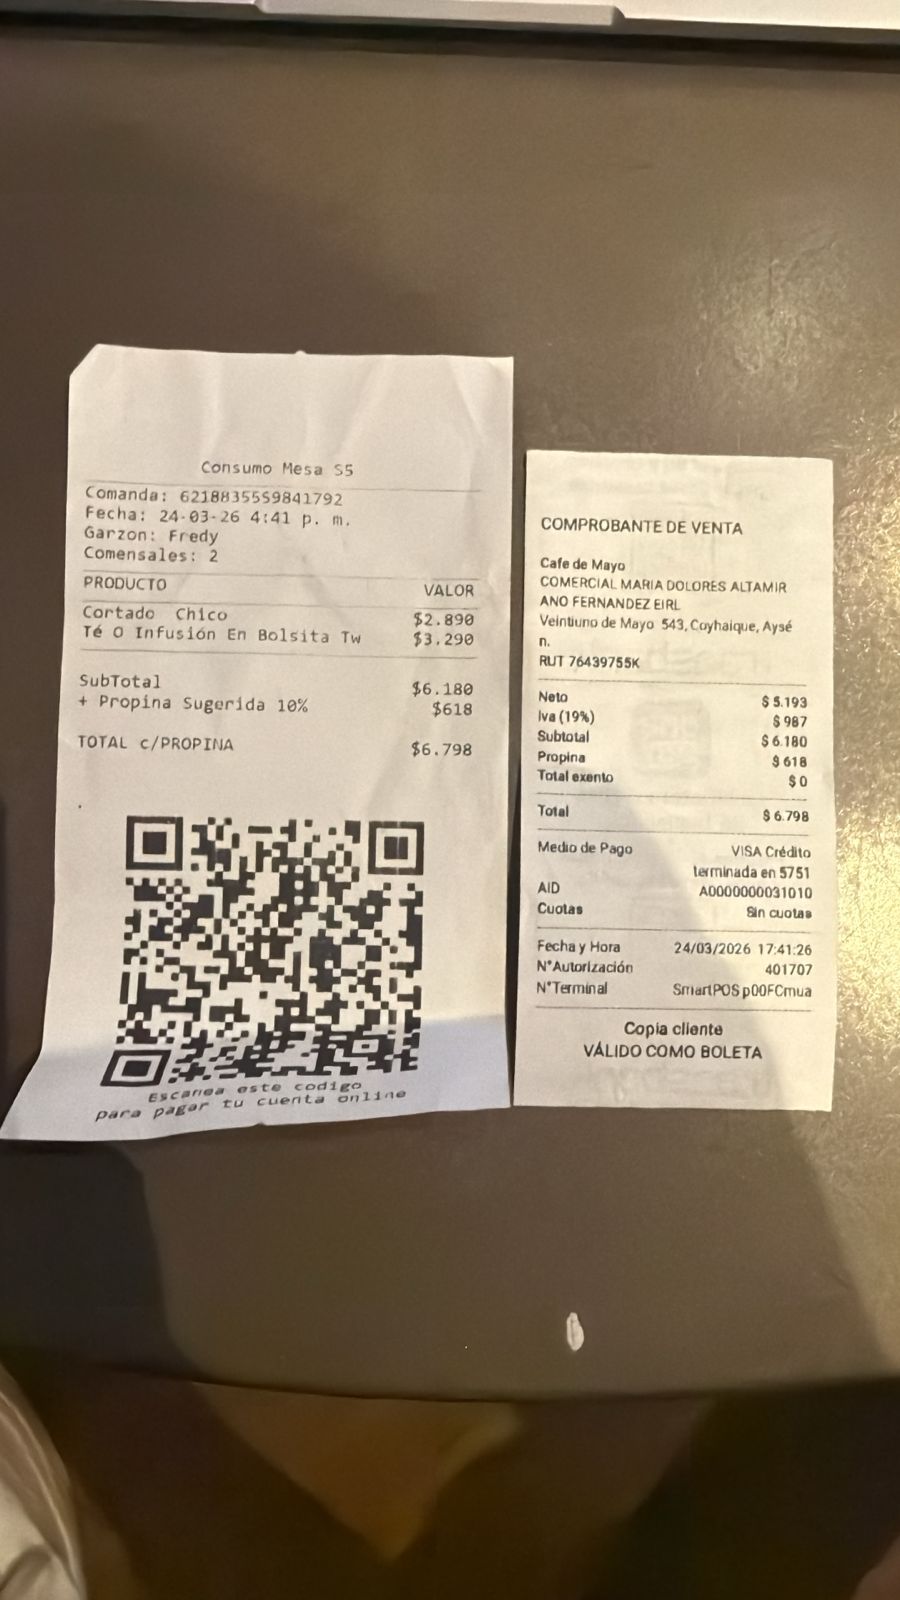 Consumo Mesa S5
Comanda: 6218835559841792
Fecha: 24-03-26 4:41 p. m.
Garzon: Fredy
Comensales: 2
PRODUCTO VALOR
Cortado Chico $2.890
Té O Infusión En Bolsita Tw $3.290
SubTotal $6.180
+ Propina Sugerida 10% $618
TOTAL c/PROPINA $6.798
Escanea este codigo
para pagar tu cuenta online
COMPROBANTE DE VENTA
Cafe de Mayo
COMERCIAL MARIA DOLORES ALTAMIR
ANO FERNANDEZ EIRL
Veintiuno de Mayo 543, Coyhaique, Aysé
n.
RUT 76439755K
Neto $ 5.193
Iva (19%) $ 987
Subtotal $ 6.180
Propina $ 618
Total exento $ 0
Total $ 6.798
Medio de Pago VISA Crédito
terminada en 5751
AID A0000000031010
Cuotas Sin cuotas
Fecha y Hora 24/03/2026 17:41:26
N°Autorización 401707
N°Terminal SmartPOS p00FCmua
Copia cliente
VÁLIDO COMO BOLETA